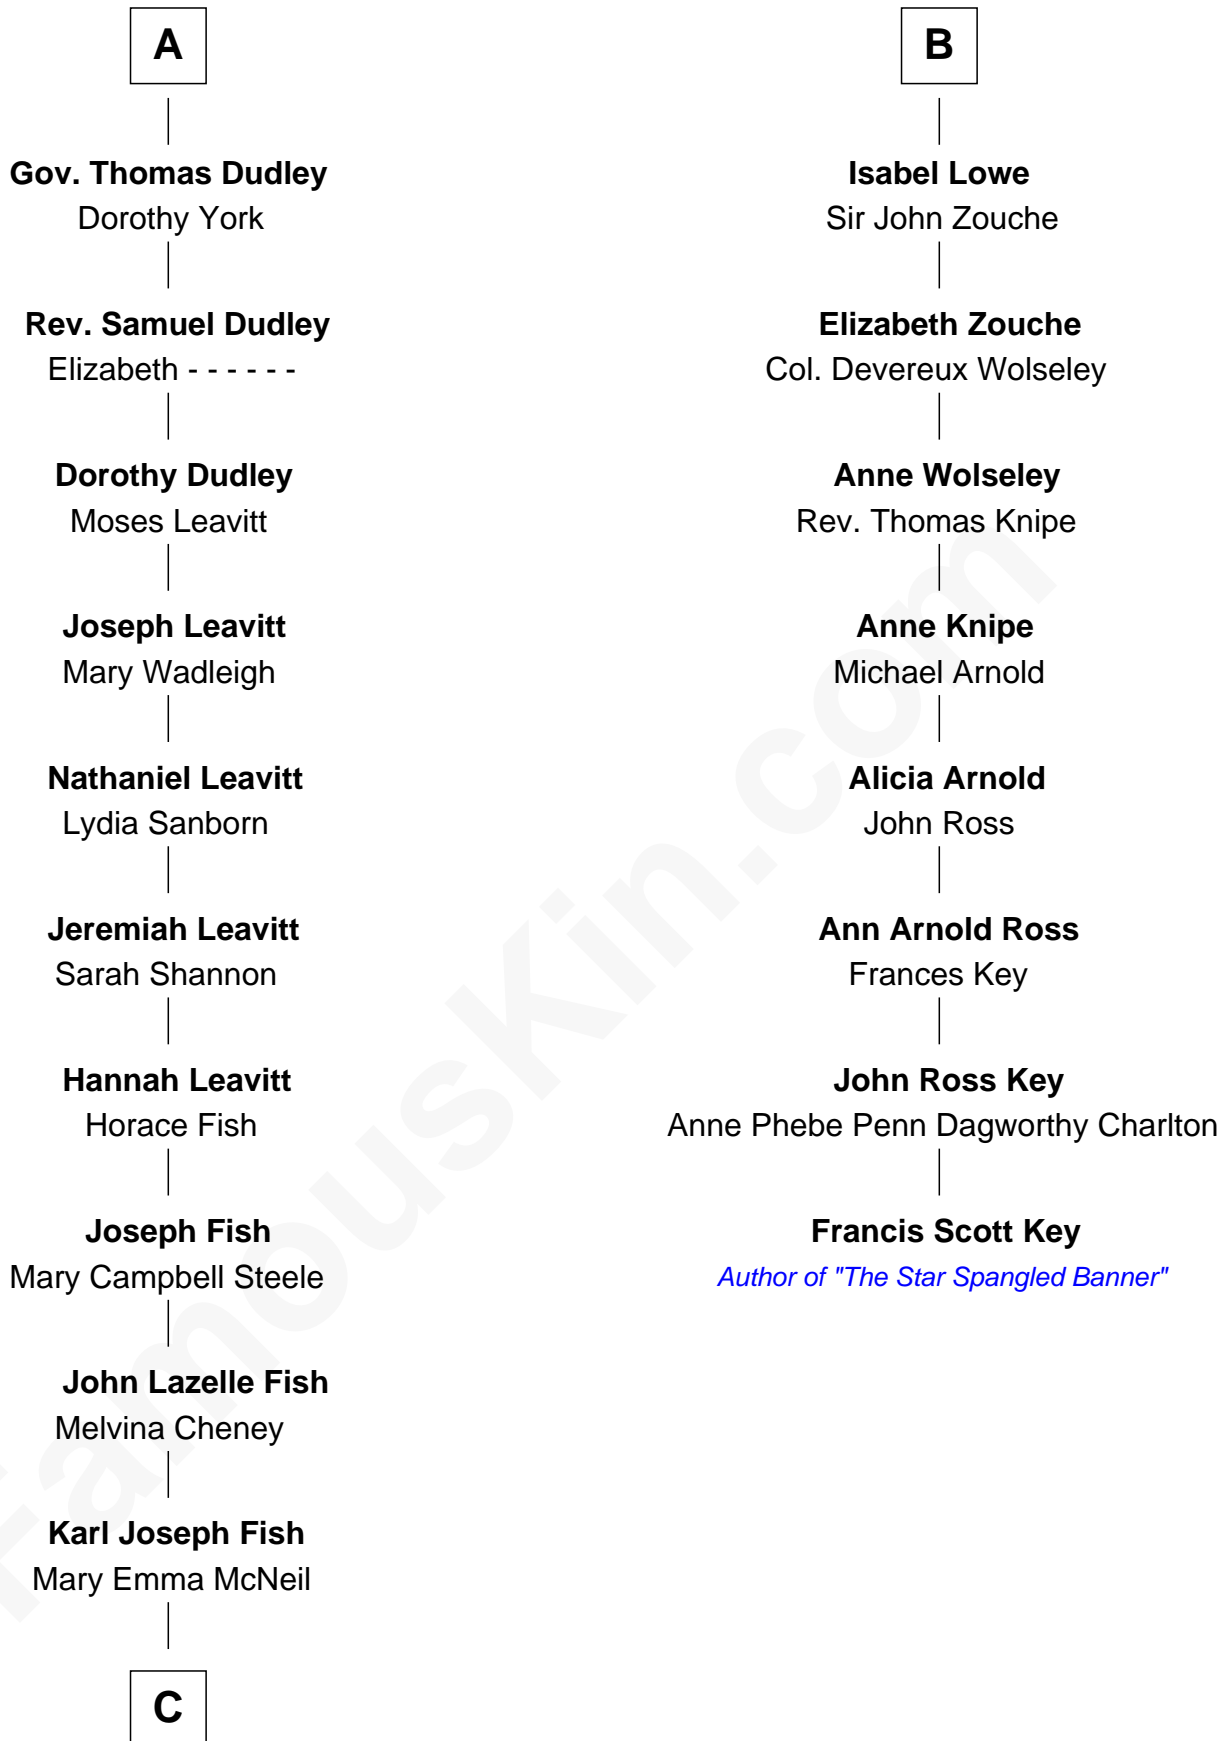 A
Gov. Thomas Dudley
Dorothy York
Rev. Samuel Dudley
Elizabeth - - - - - -
Dorothy Dudley
Moses Leavitt
Joseph Leavitt
Mary Wadleigh
Nathaniel Leavitt
Lydia Sanborn
Jeremiah Leavitt
Sarah Shannon
Hannah Leavitt
Horace Fish
Joseph Fish
Mary Campbell Steele
John Lazelle Fish
Melvina Cheney
Karl Joseph Fish
Mary Emma McNeil
C
B
Isabel Lowe
Sir John Zouche
Elizabeth Zouche
Col. Devereux Wolseley
Anne Wolseley
Rev. Thomas Knipe
Anne Knipe
Michael Arnold
Alicia Arnold
John Ross
Ann Arnold Ross
Frances Key
John Ross Key
Anne Phebe Penn Dagworthy Charlton
Francis Scott Key
Author of "The Star Spangled Banner"
FamousKin.com